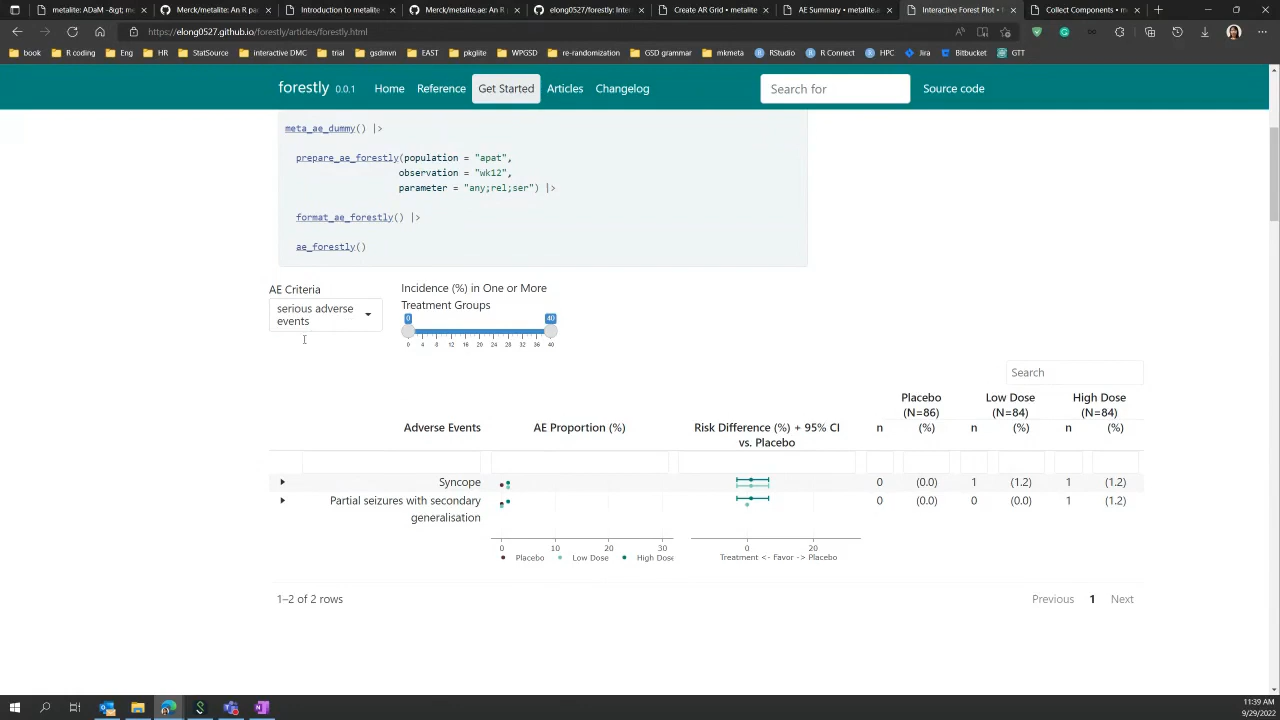 metalite: ADaM -&gt; me
Merck/metalite: An R pa
Introduction to metalite -
Merck/metalite.ae: An R
elong0527/forestly: Inter
Create AR Grid • metalite
AE Summary • metalite.a
Interactive Forest Plot • f
Collect Components • m
https://elong0527.github.io/forestly/articles/forestly.html
book R coding Eng HR StatSource interactive DMC trial gsdmvn EAST pkglite WPGSD re-randomization GSD grammar mkmeta RStudio R Connect HPC Jira Bitbucket GTT
forestly 0.0.1 Home Reference Get Started Articles Changelog Search for Source code
meta_ae_dummy() |>
prepare_ae_forestly(population = "apat",
observation = "wk12",
parameter = "any;rel;ser") |>
format_ae_forestly() |>
ae_forestly()
AE Criteria
serious adverse
events
Incidence (%) in One or More
Treatment Groups
0 40
0 4 8 12 16 20 24 28 32 36 40
Search
Placebo Low Dose High Dose
(N=86) (N=84) (N=84)
Adverse Events AE Proportion (%) Risk Difference (%) + 95% CI n (%) n (%) n (%)
vs. Placebo
Syncope 0 (0.0) 1 (1.2) 1 (1.2)
Partial seizures with secondary 0 (0.0) 0 (0.0) 1 (1.2)
generalisation
0 10 20 30 0 20
Placebo Low Dose High Dose Treatment <- Favor -> Placebo
1–2 of 2 rows Previous 1 Next
11:39 AM
9/29/2022